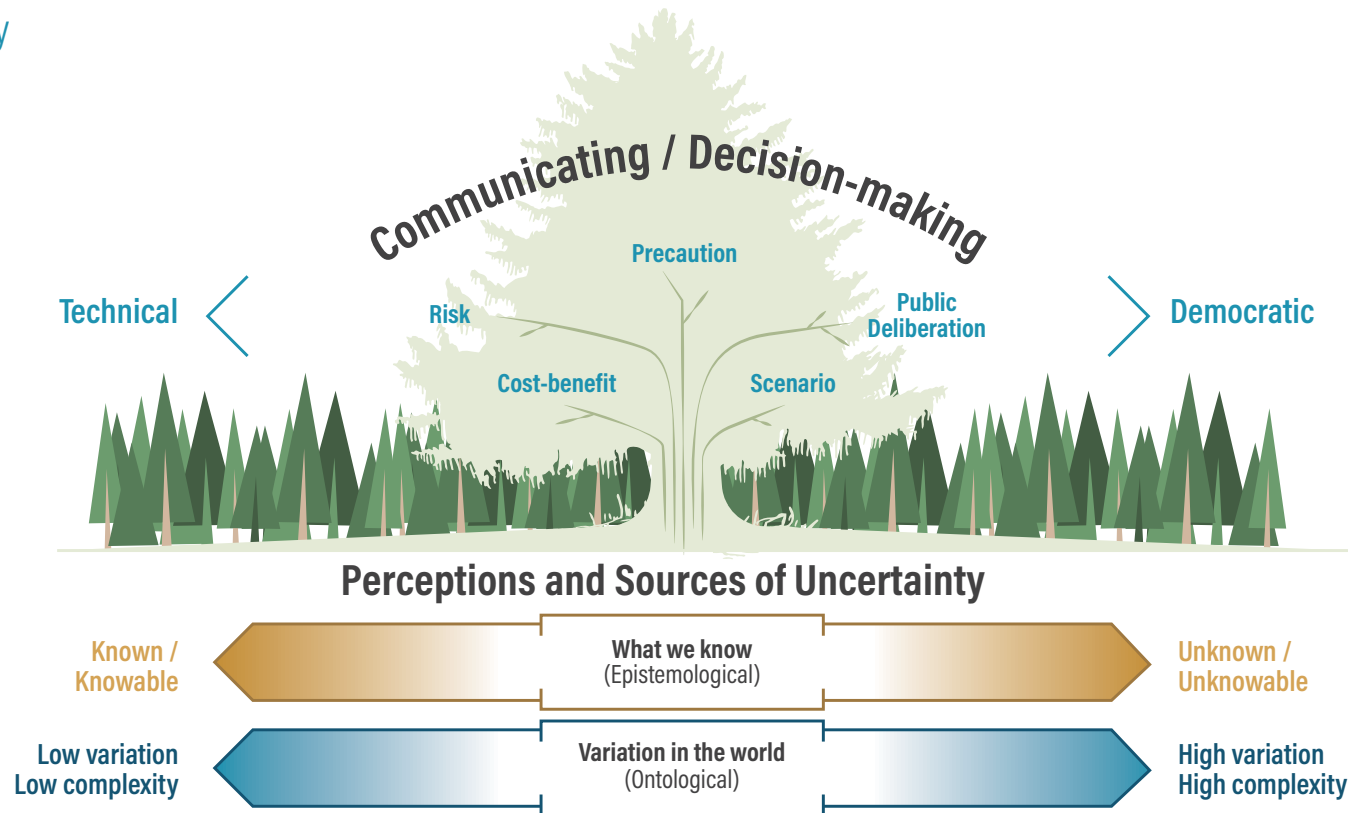 y
Communicating / Decision-making
Precaution
Technical
Risk
Public
Deliberation
Democratic
Cost-benefit
Scenario
Perceptions and Sources of Uncertainty
Known /
Knowable
What we know
(Epistemological)
Unknown /
Unknowable
Low variation
Low complexity
Variation in the world
(Ontological)
High variation
High complexity